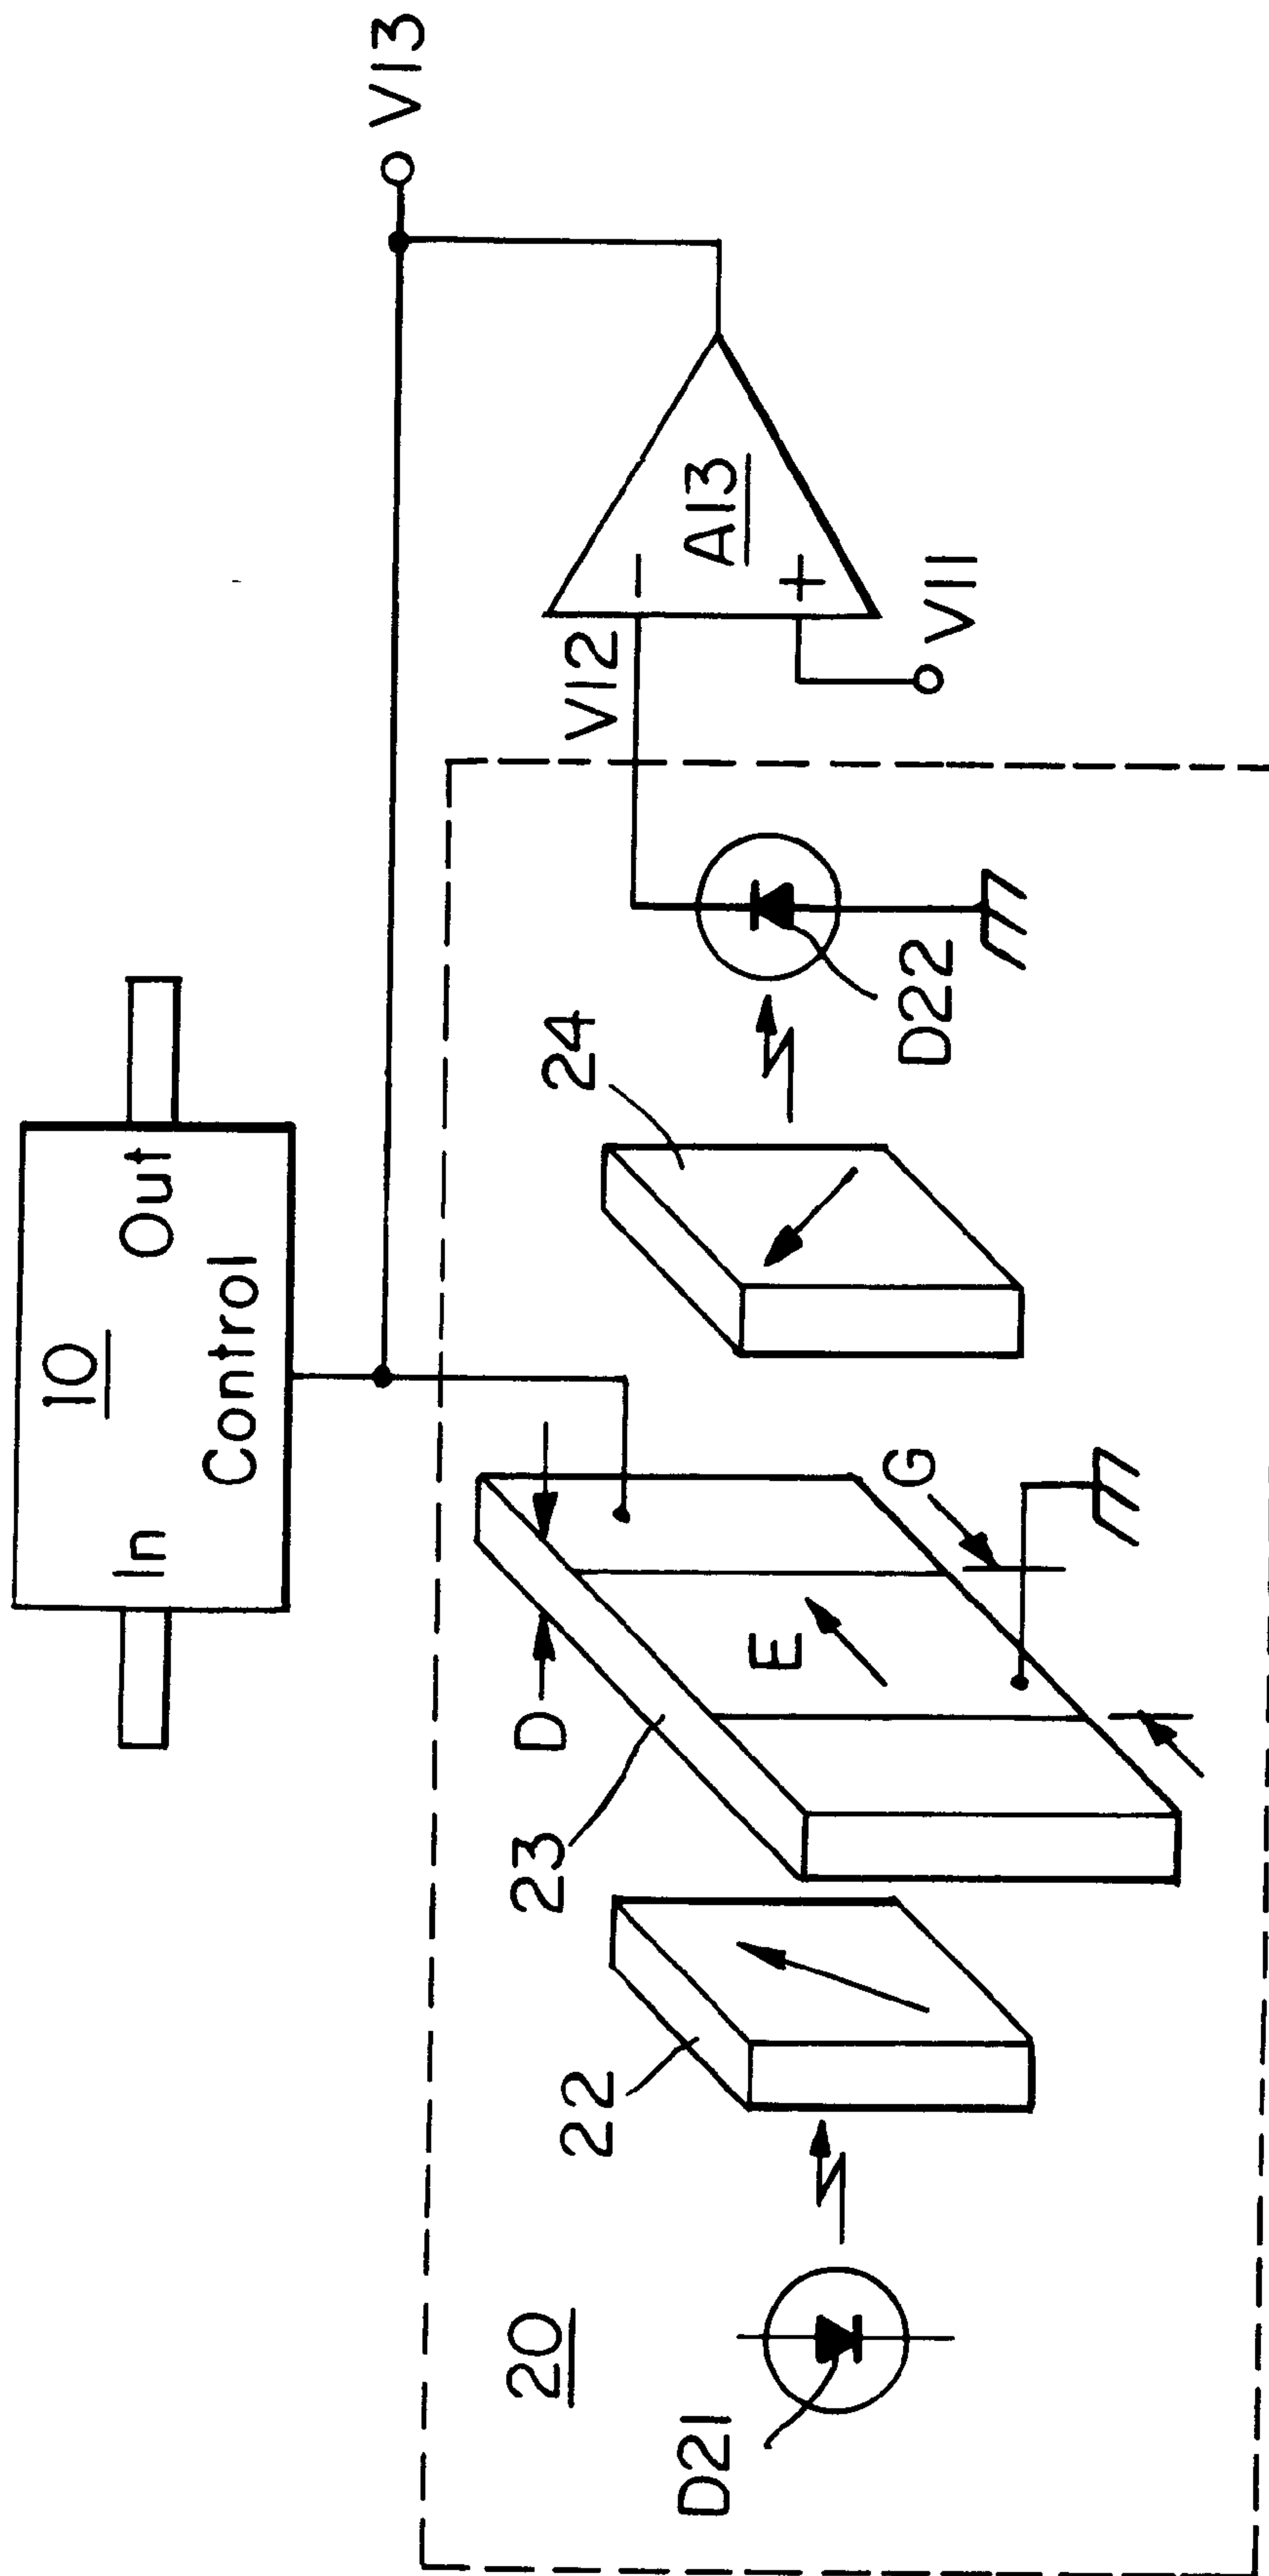 10
In
Out
Control
V13
20
D21
22
23
D
E
G
24
D22
V12
−
A13
+
V11